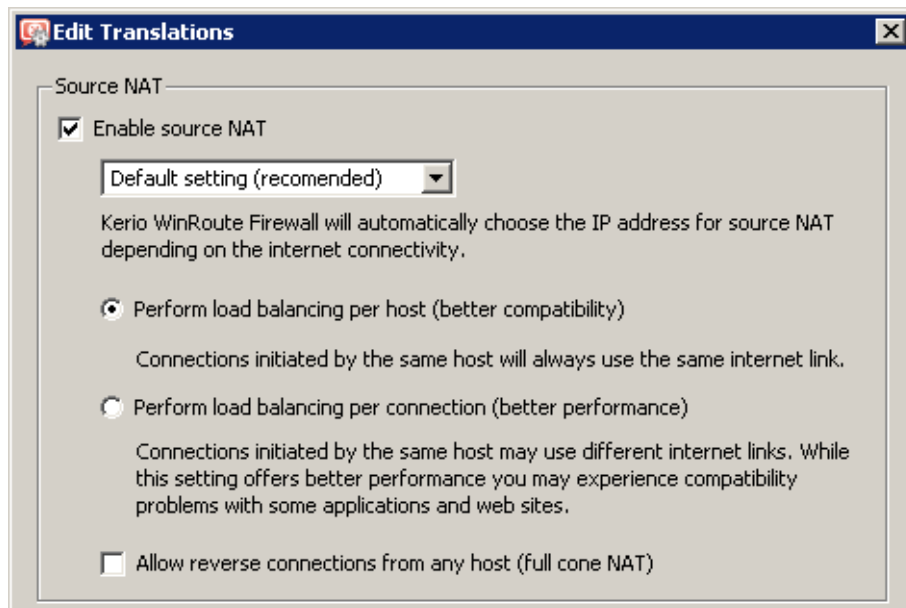 Edit Translations
Source NAT
Enable source NAT
Default setting (recomended)
Kerio WinRoute Firewall will automatically choose the IP address for source NAT
depending on the internet connectivity.
Perform load balancing per host (better compatibility)
Connections initiated by the same host will always use the same internet link.
Perform load balancing per connection (better performance)
Connections initiated by the same host may use different internet links. While
this setting offers better performance you may experience compatibility
problems with some applications and web sites.
Allow reverse connections from any host (full cone NAT)